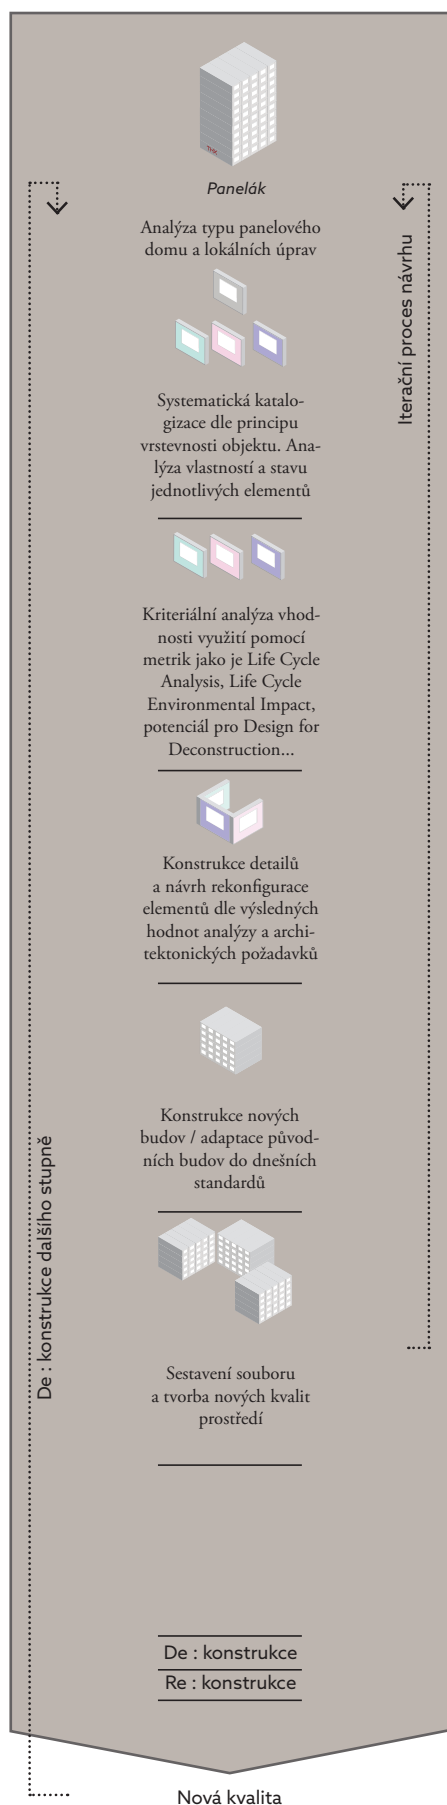 Panelák
Analýza typu panelového
domu a lokálních úprav
Iterační proces návrhu
Systematická katalo-
gizace dle principu
vrstevnosti objektu. Ana-
lýza vlastností a stavu
jednotlivých elementů
Kriteriální analýza vhod-
nosti využití pomocí
metrik jako je Life Cycle
Analysis, Life Cycle
Environmental Impact,
potenciál pro Design for
Deconstruction...
Konstrukce detailů
a návrh rekonfigurace
elementů dle výsledných
hodnot analýzy a archi-
tektonických požadavků
Konstrukce nových
budov / adaptace původ-
ních budov do dnešních
standardů
De : konstrukce dalšího stupně
Sestavení souboru
a tvorba nových kvalit
prostředí
De : konstrukce
Re : konstrukce
Nová kvalita